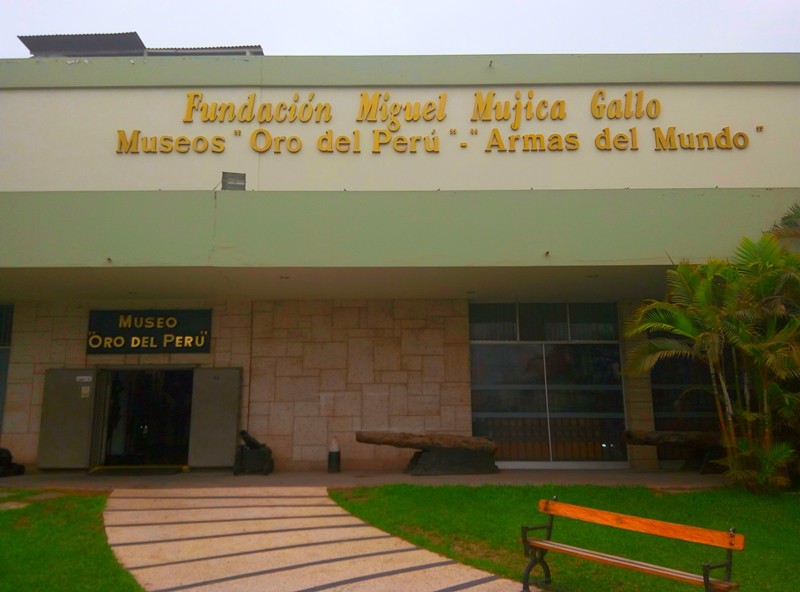 Fundación Miguel Mujica Gallo
Museos "Oro del Perú" - "Armas del Mundo"
MUSEO
"ORO DEL PERÚ"